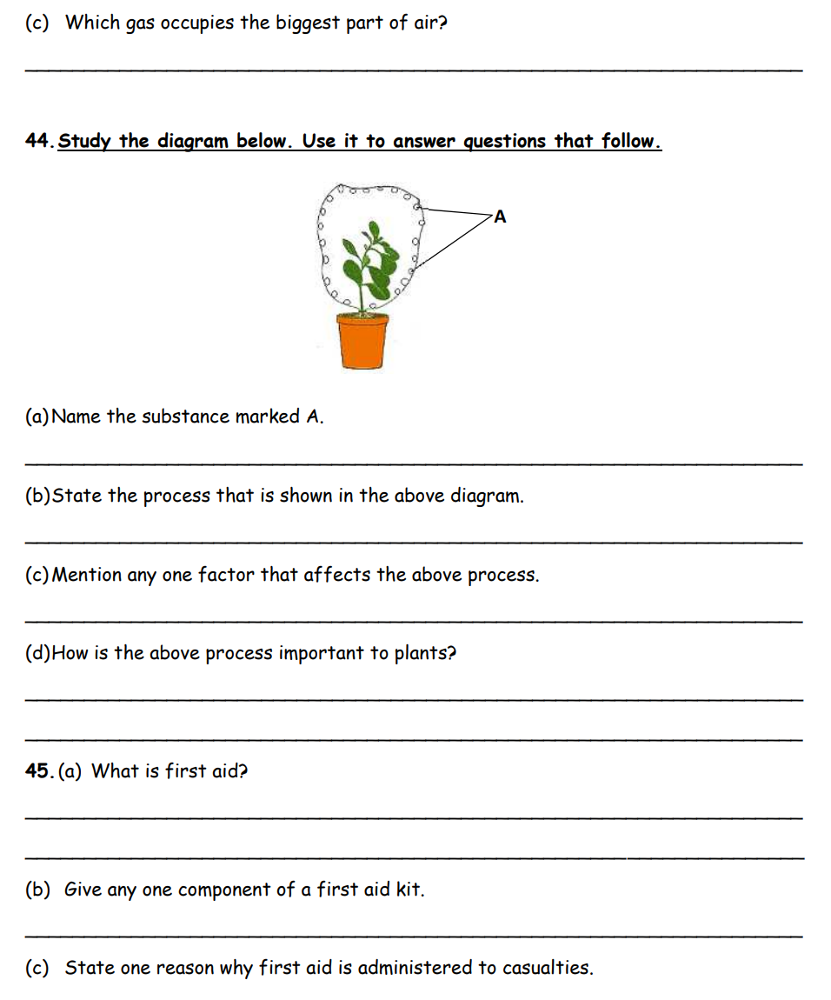 (c) Which gas occupies the biggest part of air?
44. Study the diagram below. Use it to answer questions that follow.
A
(a) Name the substance marked A.
(b) State the process that is shown in the above diagram.
(c) Mention any one factor that affects the above process.
(d) How is the above process important to plants?
45. (a) What is first aid?
(b) Give any one component of a first aid kit.
(c) State one reason why first aid is administered to casualties.